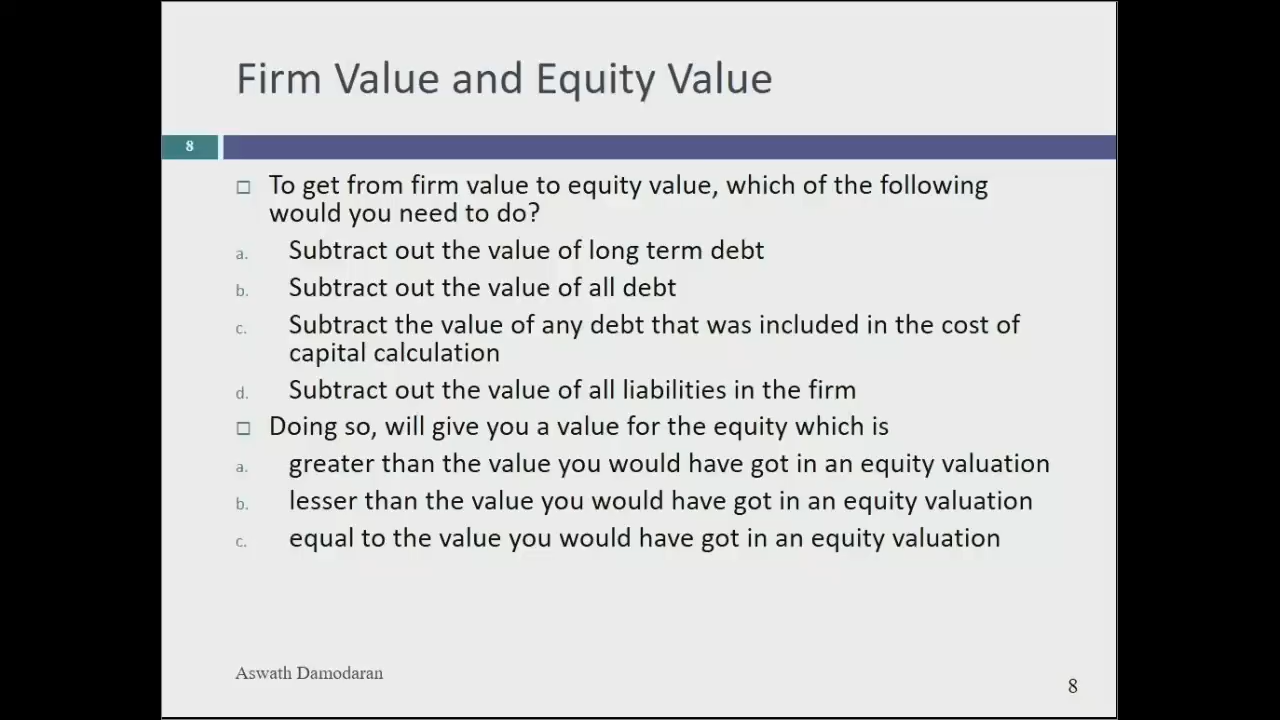 Firm Value and Equity Value
8
To get from firm value to equity value, which of the following
would you need to do?
a. Subtract out the value of long term debt
b. Subtract out the value of all debt
c. Subtract the value of any debt that was included in the cost of
capital calculation
d. Subtract out the value of all liabilities in the firm
Doing so, will give you a value for the equity which is
a. greater than the value you would have got in an equity valuation
b. lesser than the value you would have got in an equity valuation
c. equal to the value you would have got in an equity valuation
Aswath Damodaran
8